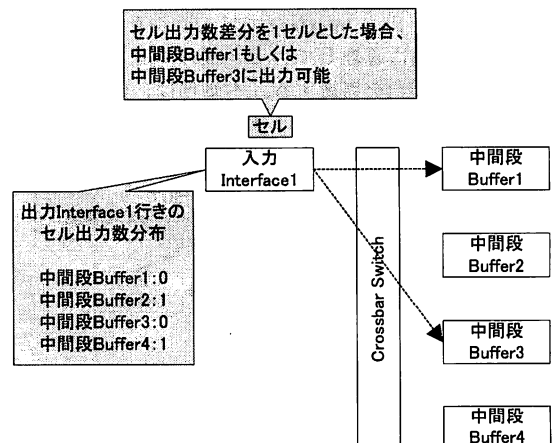 セル出力数差分を1セルとした場合、
中間段Buffer1もしくは
中間段Buffer3に出力可能
セル
入力
Interface1
出力Interface1行きの
セル出力数分布
中間段Buffer1:0
中間段Buffer2:1
中間段Buffer3:0
中間段Buffer4:1
Crossbar Switch
中間段
Buffer1
中間段
Buffer2
中間段
Buffer3
中間段
Buffer4